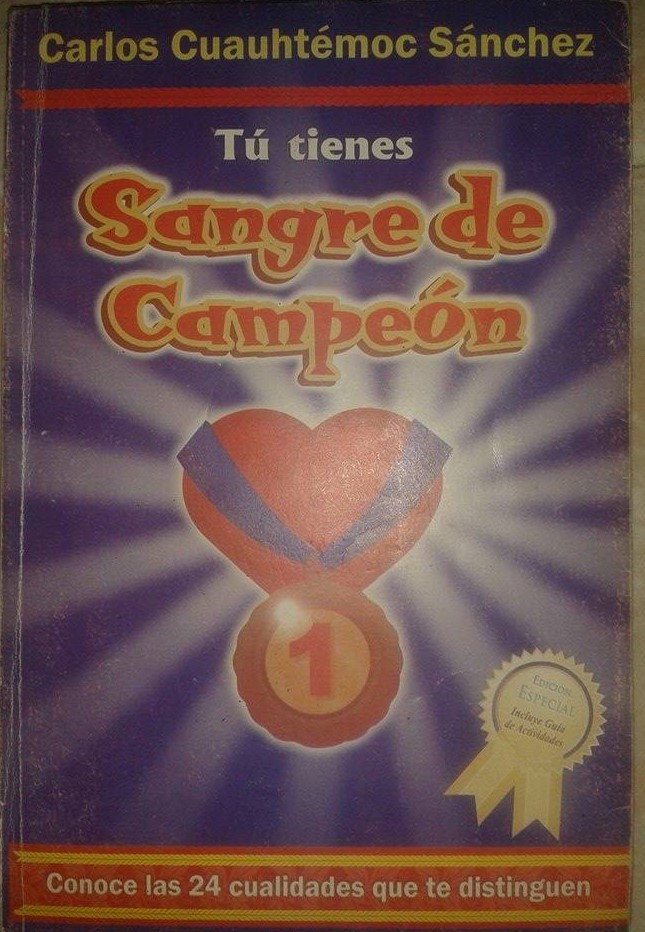 Carlos Cuauhtémoc Sánchez
Tú tienes
Sangre de
Campeón
1
EDICION
ESPECIAL
Incluye Guía
de Actividades
Conoce las 24 cualidades que te distinguen